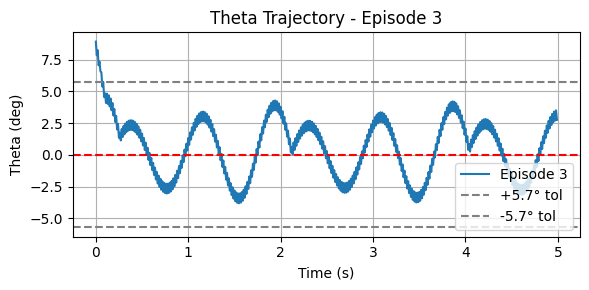 Theta Trajectory - Episode 3
Theta (deg)
7.5
5.0
2.5
0.0
−2.5
−5.0
Episode 3
+5.7° tol
-5.7° tol
0 1 2 3 4 5
Time (s)